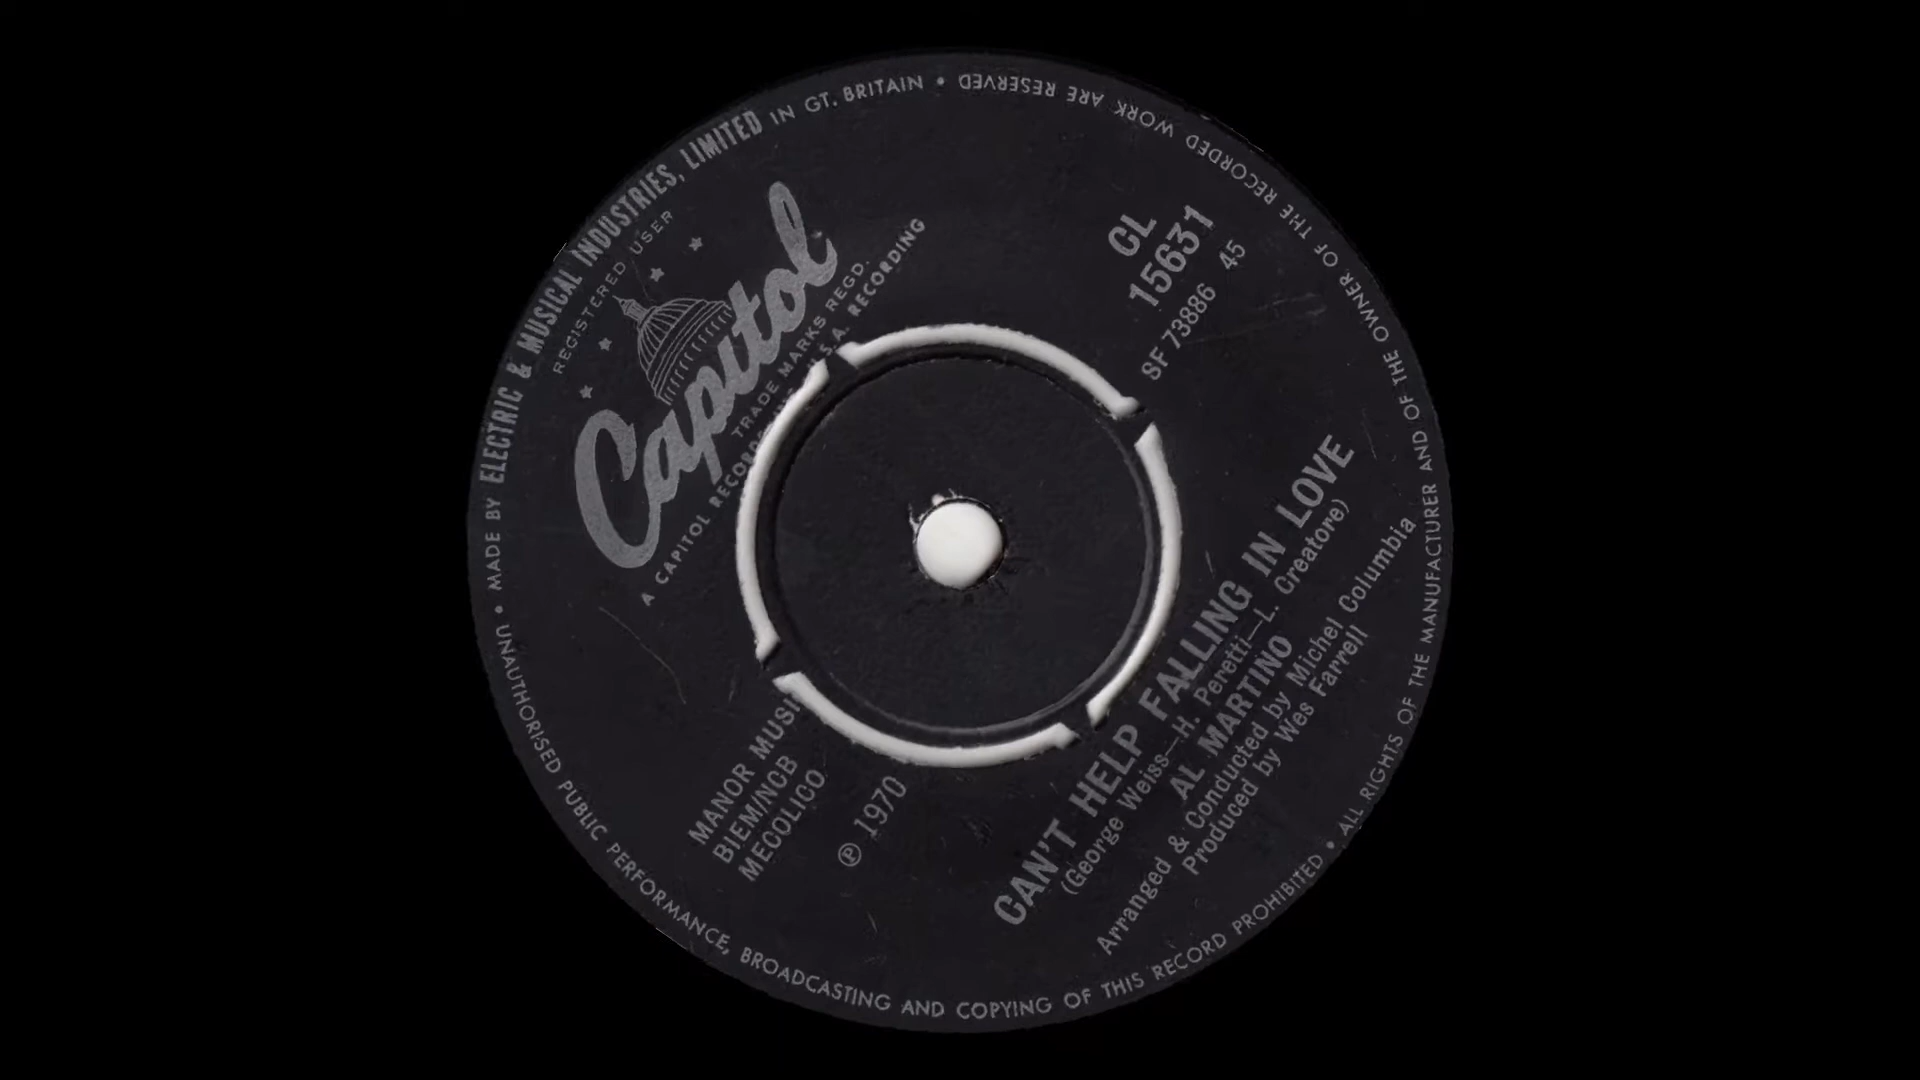 MADE BY ELECTRIC & MUSICAL INDUSTRIES, LIMITED IN GT. BRITAIN •
REGISTERED USER
Capitol
TRADE MARKS REGD.
A CAPITOL RECORDS U.S.A. RECORDING
GL
15631
SF 73886 45
MANOR MUSI
BIEM/NCB
MECOLICO
Ⓟ 1970
CAN'T HELP FALLING IN LOVE
(George Weiss—H. Peretti—L. Creatore)
AL MARTINO
Arranged & Conducted by Michel Columbia
Produced by Wes Farrell
ALL RIGHTS OF THE MANUFACTURER AND OF THE OWNER OF THE RECORDED WORK ARE RESERVED •
UNAUTHORISED PUBLIC PERFORMANCE, BROADCASTING AND COPYING OF THIS RECORD PROHIBITED •